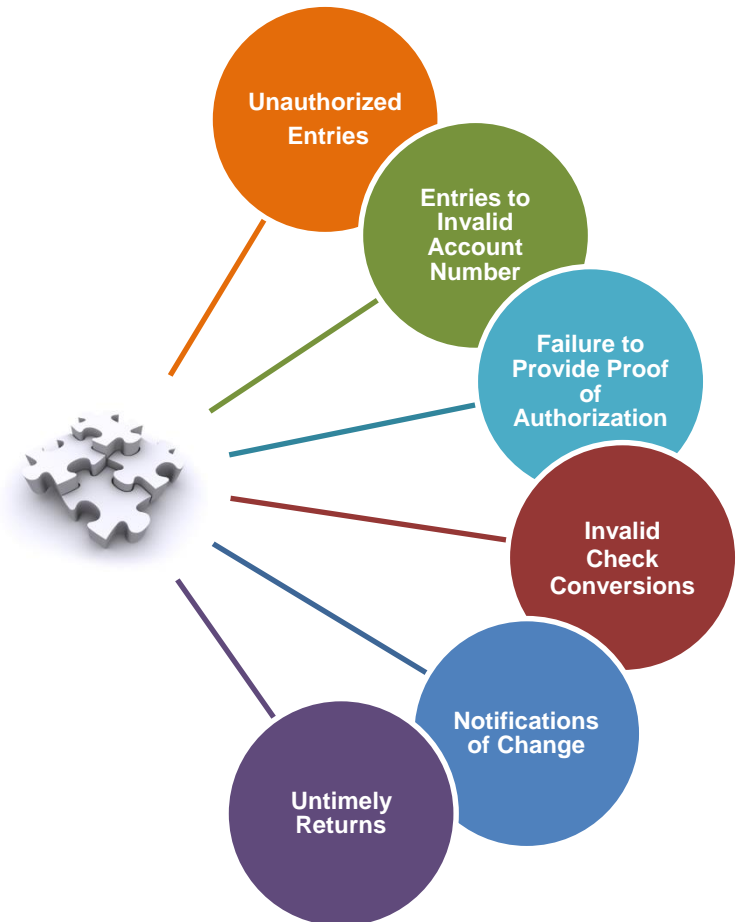 Unauthorized
Entries
Entries to
Invalid
Account
Number
Failure to
Provide Proof
of
Authorization
Invalid
Check
Conversions
Notifications
of Change
Untimely
Returns